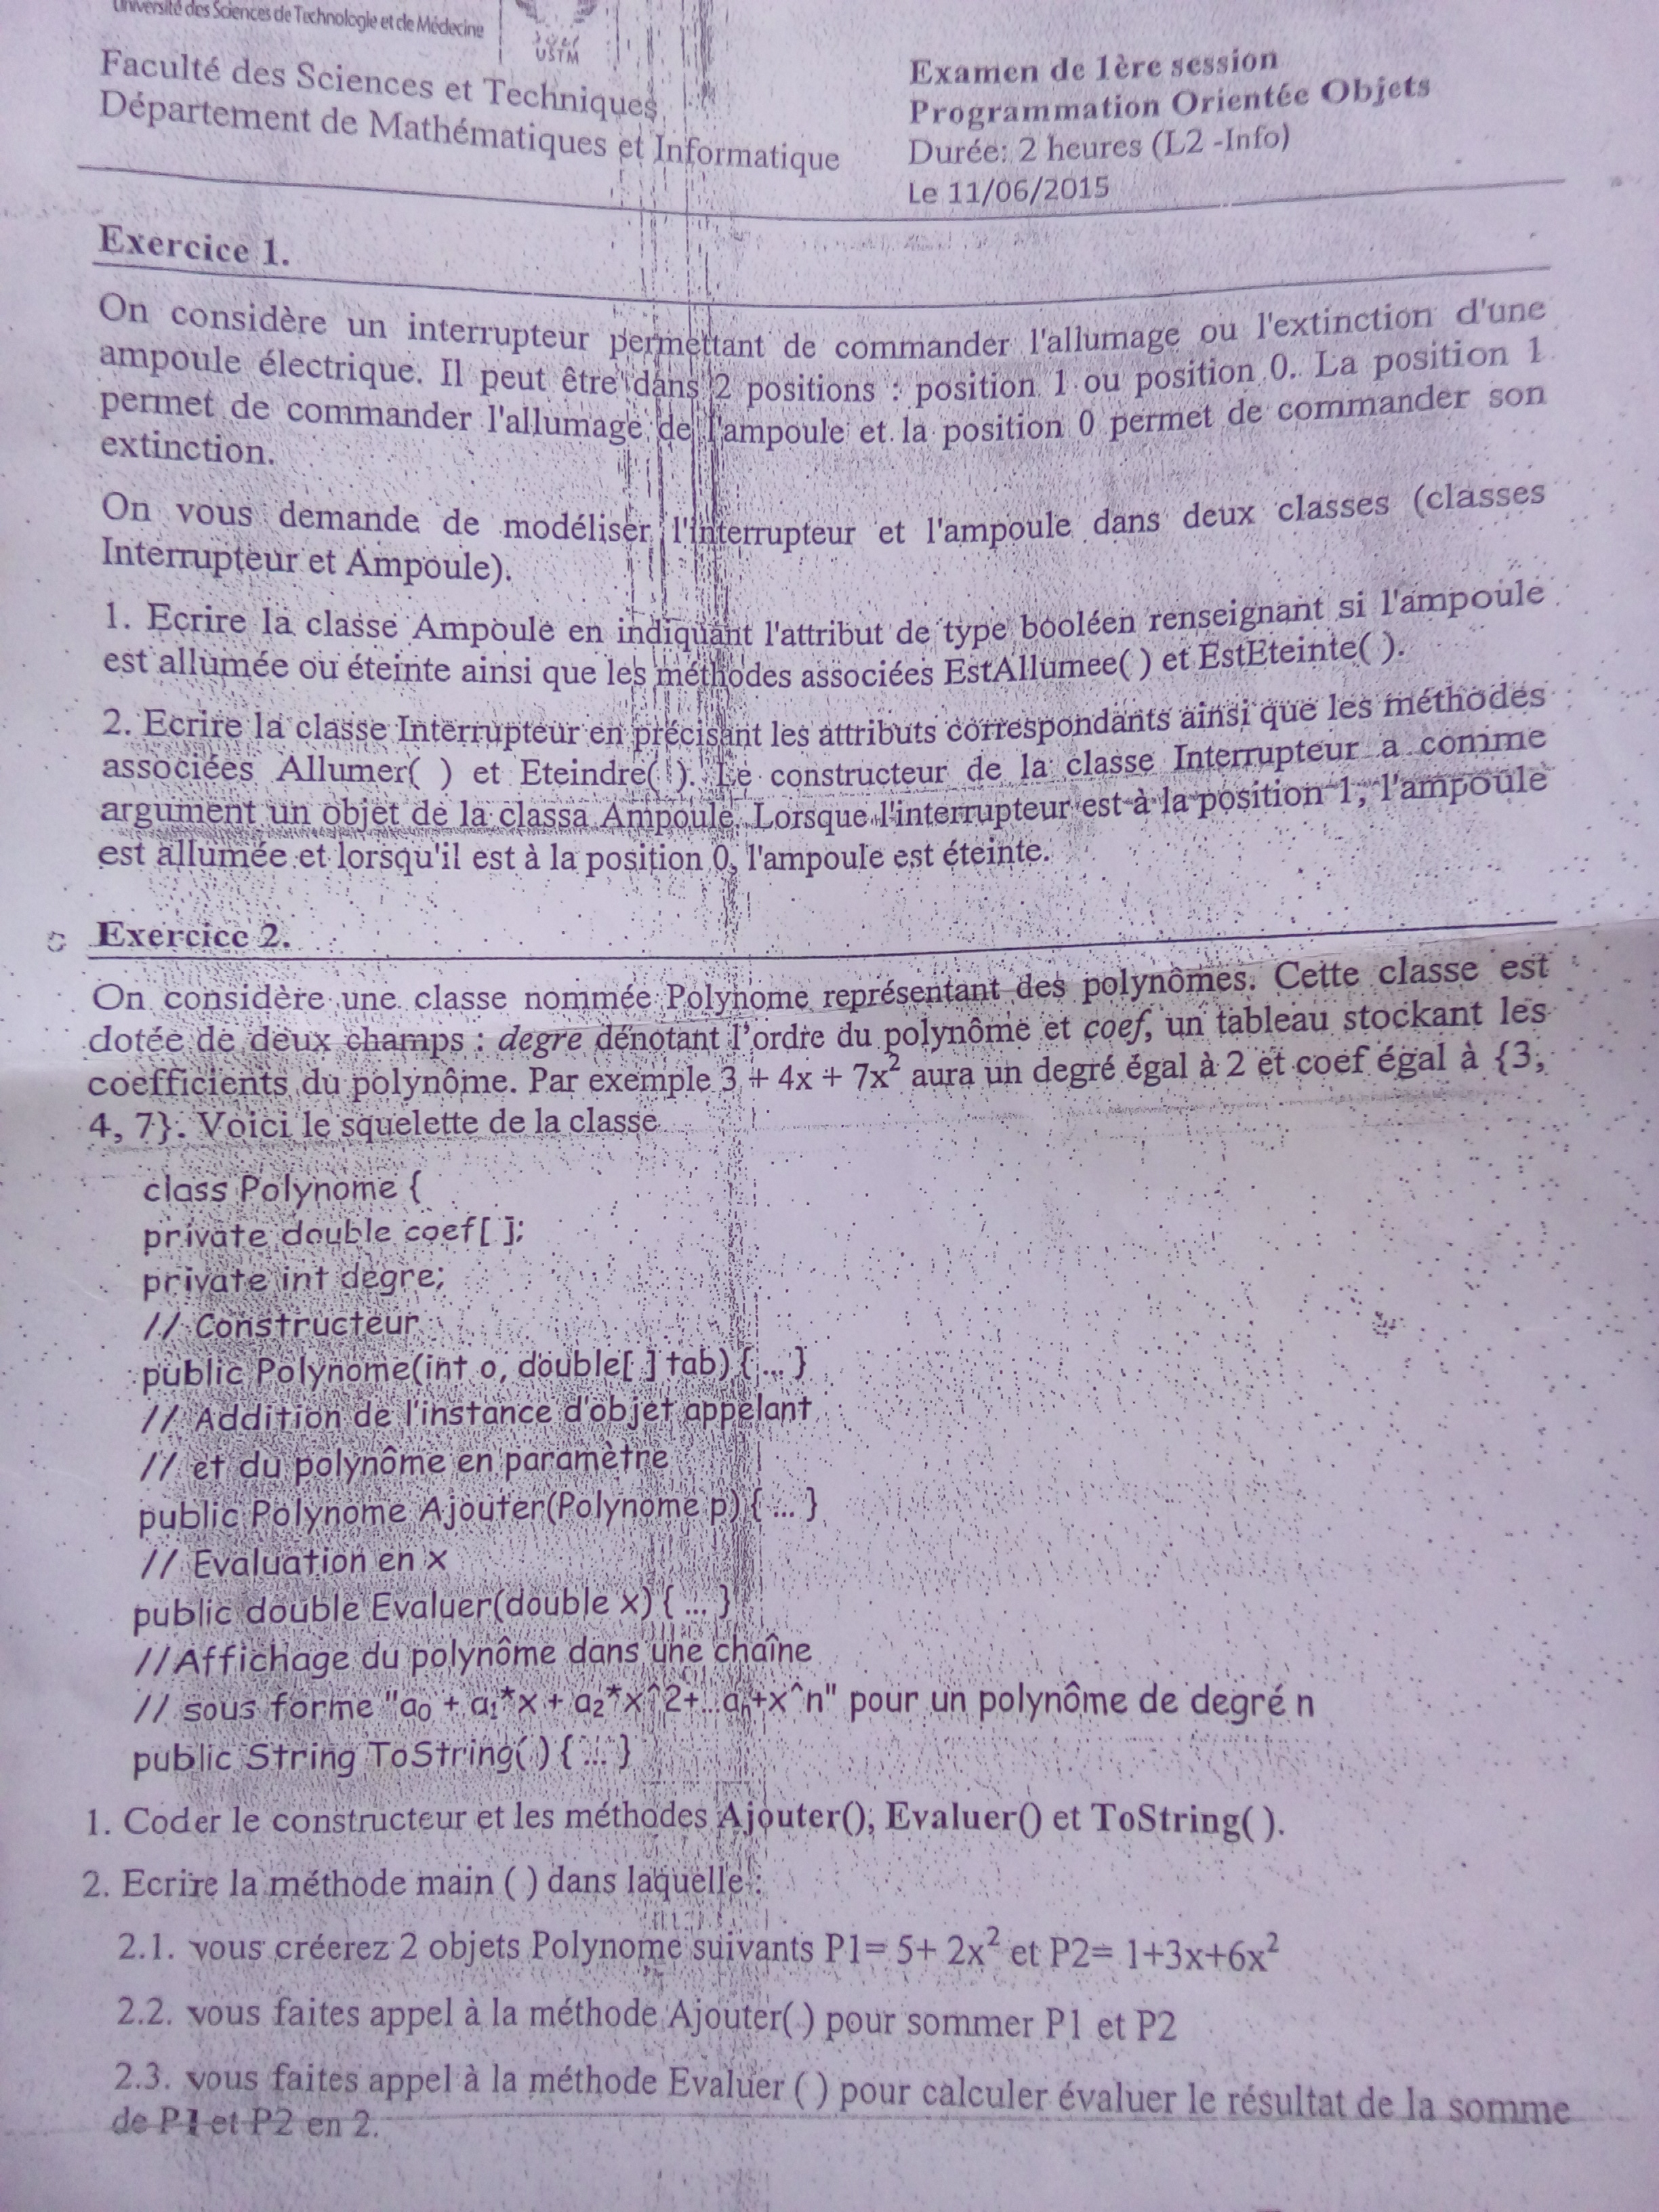 Université des Sciences de Technologie et de Médecine
USTM
Faculté des Sciences et Techniques
Département de Mathématiques et Informatique
Examen de 1ère session
Programmation Orientée Objets
Durée: 2 heures (L2 -Info)
Le 11/06/2015
Exercice 1.
On considère un interrupteur permettant de commander l'allumage ou l'extinction d'une
ampoule électrique. Il peut être dans 2 positions : position 1 ou position 0. La position 1
permet de commander l'allumage de l'ampoule et la position 0 permet de commander son
extinction.
On vous demande de modéliser l'interrupteur et l'ampoule dans deux classes (classes
Interrupteur et Ampoule).
1. Ecrire la classe Ampoule en indiquant l'attribut de type booléen renseignant si l'ampoule
est allumée ou éteinte ainsi que les méthodes associées EstAllumee( ) et EstEteinte( ).
2. Ecrire la classe Interrupteur en précisant les attributs correspondants ainsi que les méthodes
associées Allumer( ) et Eteindre( ). Le constructeur de la classe Interrupteur a comme
argument un objet de la classa Ampoule. Lorsque l'interrupteur est à la position 1, l'ampoule
est allumée et lorsqu'il est à la position 0, l'ampoule est éteinte.
Exercice 2.
On considère une classe nommée Polynome représentant des polynômes. Cette classe est
dotée de deux champs : degre dénotant l'ordre du polynôme et coef, un tableau stockant les
coefficients du polynôme. Par exemple 3 + 4x + 7x² aura un degré égal à 2 et coef égal à {3,
4, 7}. Voici le squelette de la classe
class Polynome {
private double coef[ ];
private int degre;
// Constructeur
public Polynome(int o, double[ ] tab) { ... }
// Addition de l'instance d'objet appelant
// et du polynôme en paramètre
public Polynome Ajouter(Polynome p) { ... }
// Evaluation en x
public double Evaluer(double x) { ... }
//Affichage du polynôme dans une chaîne
// sous forme "a₀ + a₁*x + a₂*x^2+...aₙ+x^n" pour un polynôme de degré n
public String ToString( ) { ... }
1. Coder le constructeur et les méthodes Ajouter(), Evaluer() et ToString( ).
2. Ecrire la méthode main ( ) dans laquelle :
2.1. vous créerez 2 objets Polynome suivants P1= 5+ 2x² et P2= 1+3x+6x²
2.2. vous faites appel à la méthode Ajouter( ) pour sommer P1 et P2
2.3. vous faites appel à la méthode Evaluer ( ) pour calculer évaluer le résultat de la somme
de P1 et P2 en 2.